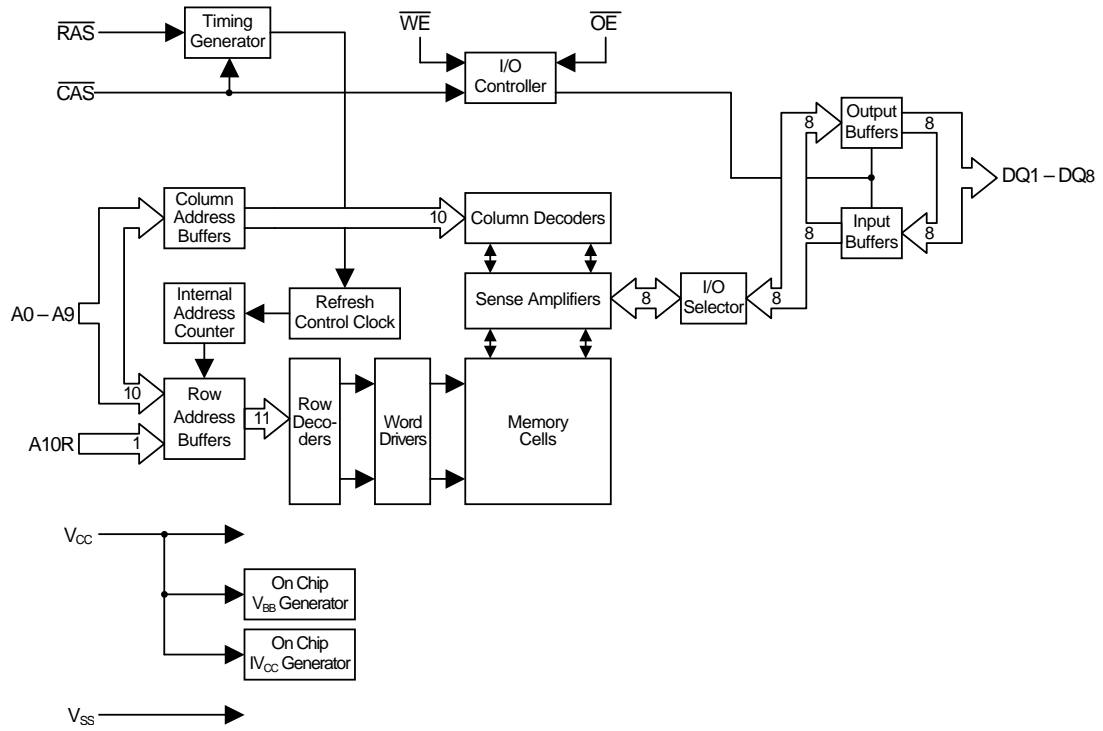 RAS
Timing
Generator
WE
OE
I/O
Controller
CAS
8
Output
Buffers
8
DQ1 – DQ8
Column
Address
Buffers
10
Column Decoders
8
Input
Buffers
8
A0 – A9
Internal
Address
Counter
Refresh
Control Clock
Sense Amplifiers
8
I/O
Selector
8
10
Row
Address
Buffers
11
Row
Deco-
ders
Word
Drivers
Memory
Cells
A10R
1
VCC
On Chip
VBB Generator
On Chip
IVCC Generator
VSS